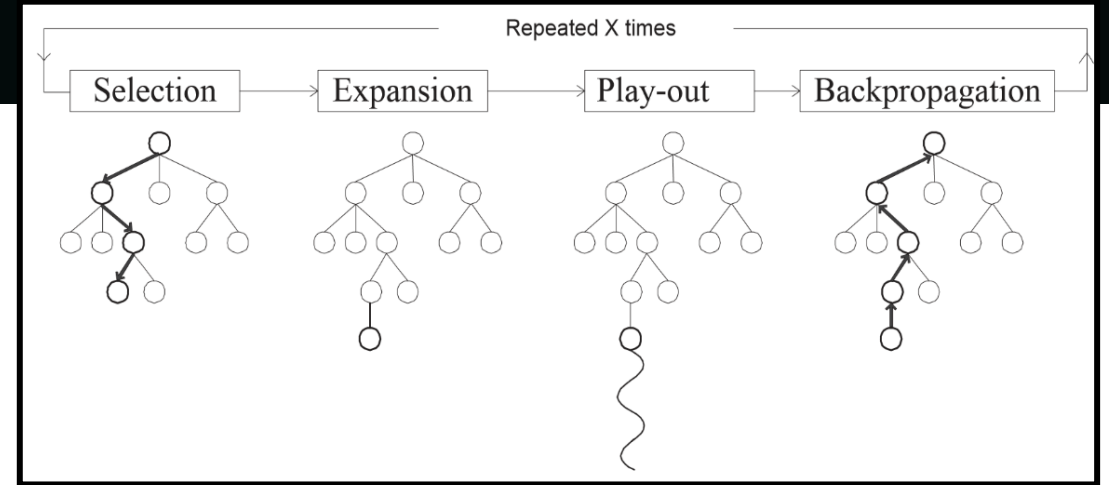 Repeated X times
Selection
Expansion
Play-out
Backpropagation